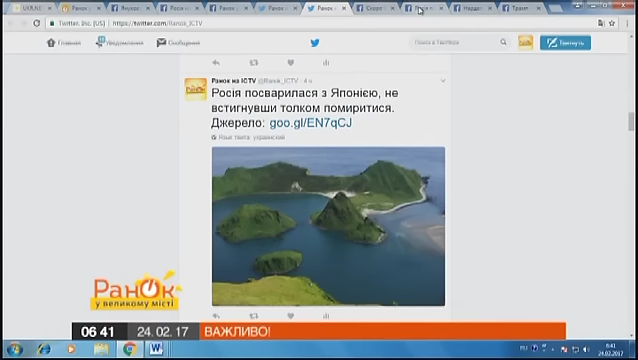 Twitter, Inc. [US] https://twitter.com/Ranok_ICTV
Главная
Уведомления
Сообщения
Поиск в Твиттере
Твитнуть
Ранок на ICTV @Ranok_ICTV · 4 ч
Росія посварилася з Японією, не
встигнувши толком помиритися.
Джерело: goo.gl/EN7qCJ
Язык твита: украинский
РАНОК
У ВЕЛИКОМУ МІСТІ
06 41 24.02.17 ВАЖЛИВО!
RU
6:41
24.02.2017